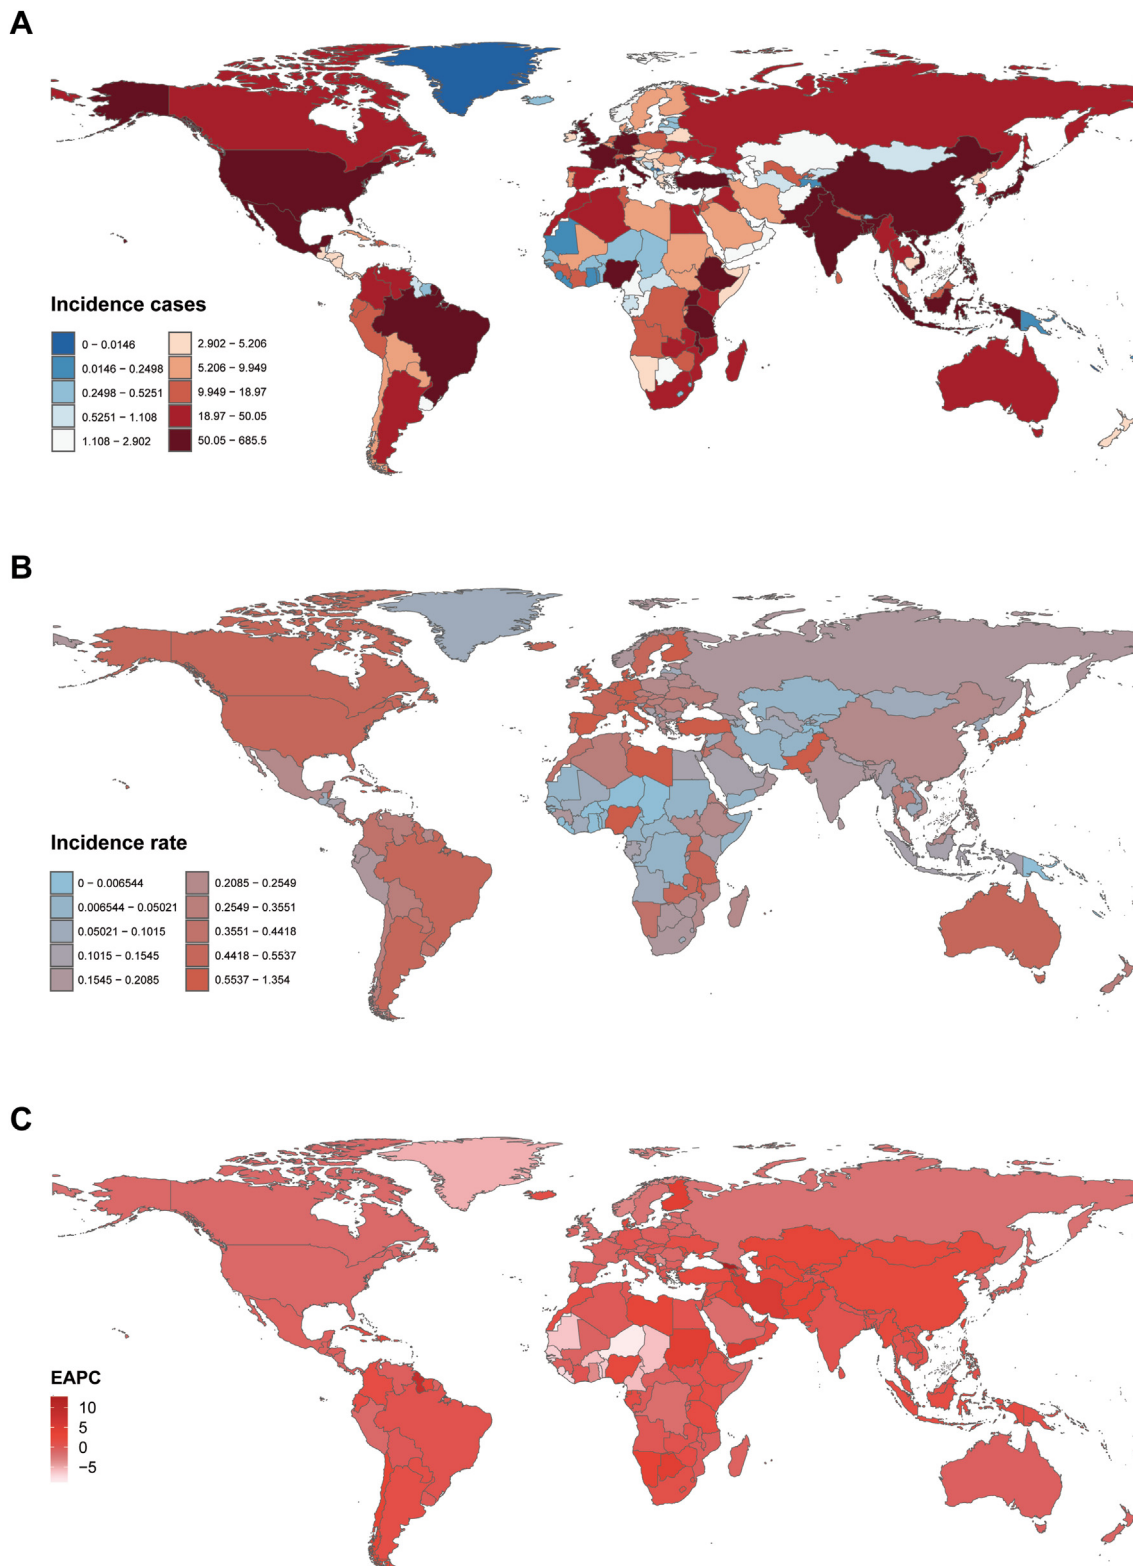 A
Incidence cases
0 – 0.0146
0.0146 – 0.2498
0.2498 – 0.5251
0.5251 – 1.108
1.108 – 2.902
2.902 – 5.206
5.206 – 9.949
9.949 – 18.97
18.97 – 50.05
50.05 – 685.5
B
Incidence rate
0 – 0.006544
0.006544 – 0.05021
0.05021 – 0.1015
0.1015 – 0.1545
0.1545 – 0.2085
0.2085 – 0.2549
0.2549 – 0.3551
0.3551 – 0.4418
0.4418 – 0.5537
0.5537 – 1.354
C
EAPC
10
5
0
−5